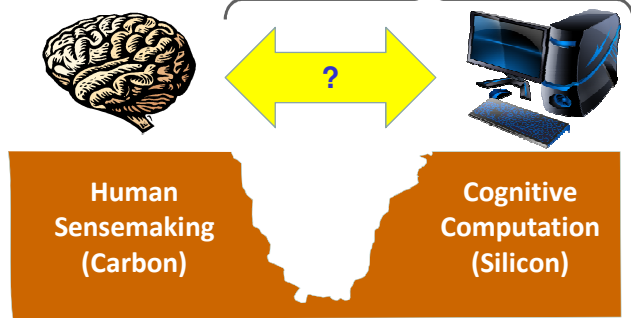 ?
Human
Sensemaking
(Carbon)
Cognitive
Computation
(Silicon)